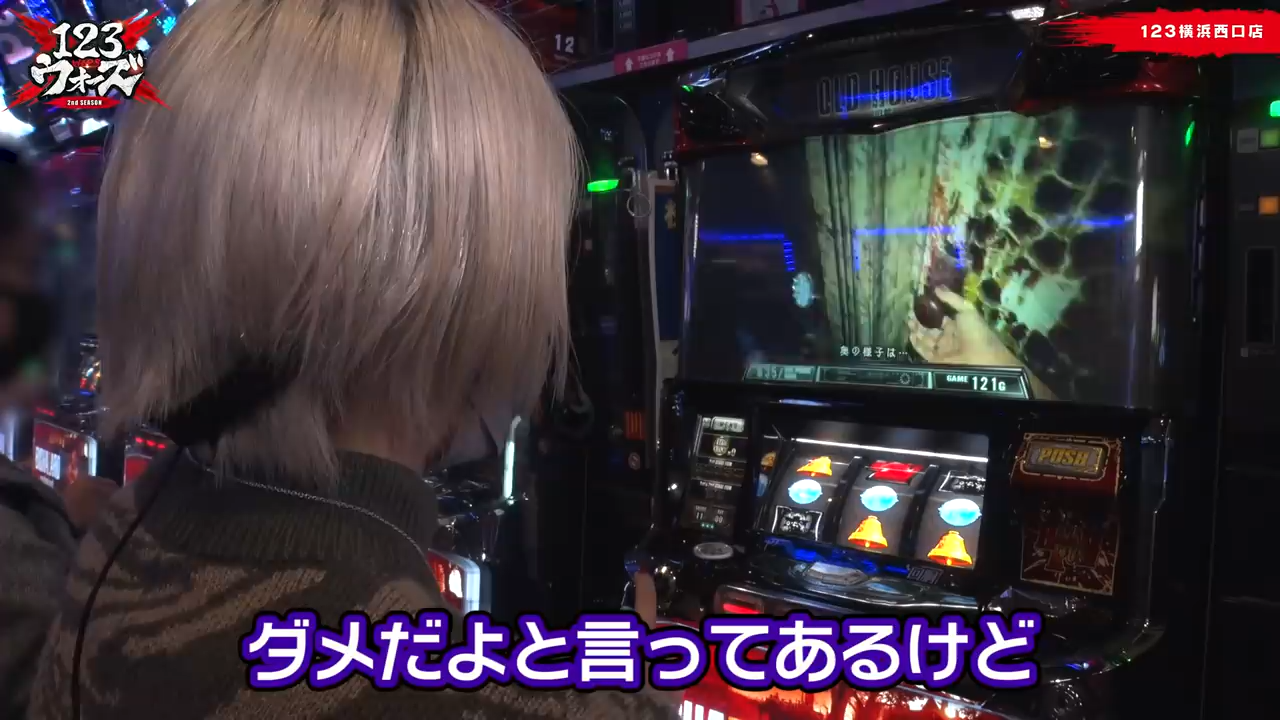 123
ウォーズ
2nd SEASON
12
123横浜西口店
OLD HOUSE
奥の様子は…
GAME 121G
PUSH
ダメだよと言ってあるけど